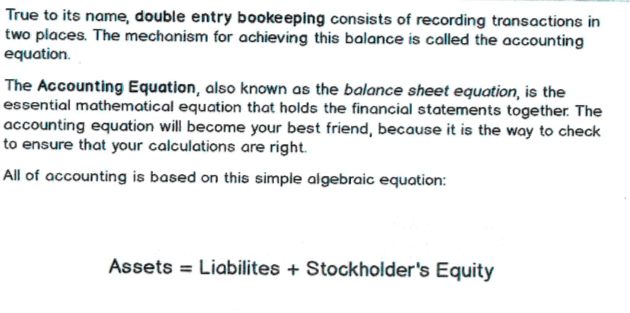 True to its name, double entry bookeeping consists of recording transactions in
two places. The mechanism for achieving this balance is called the accounting
equation.
The Accounting Equation, also known as the balance sheet equation, is the
essential mathematical equation that holds the financial statements together. The
accounting equation will become your best friend, because it is the way to check
to ensure that your calculations are right.
All of accounting is based on this simple algebraic equation:
Assets = Liabilites + Stockholder's Equity